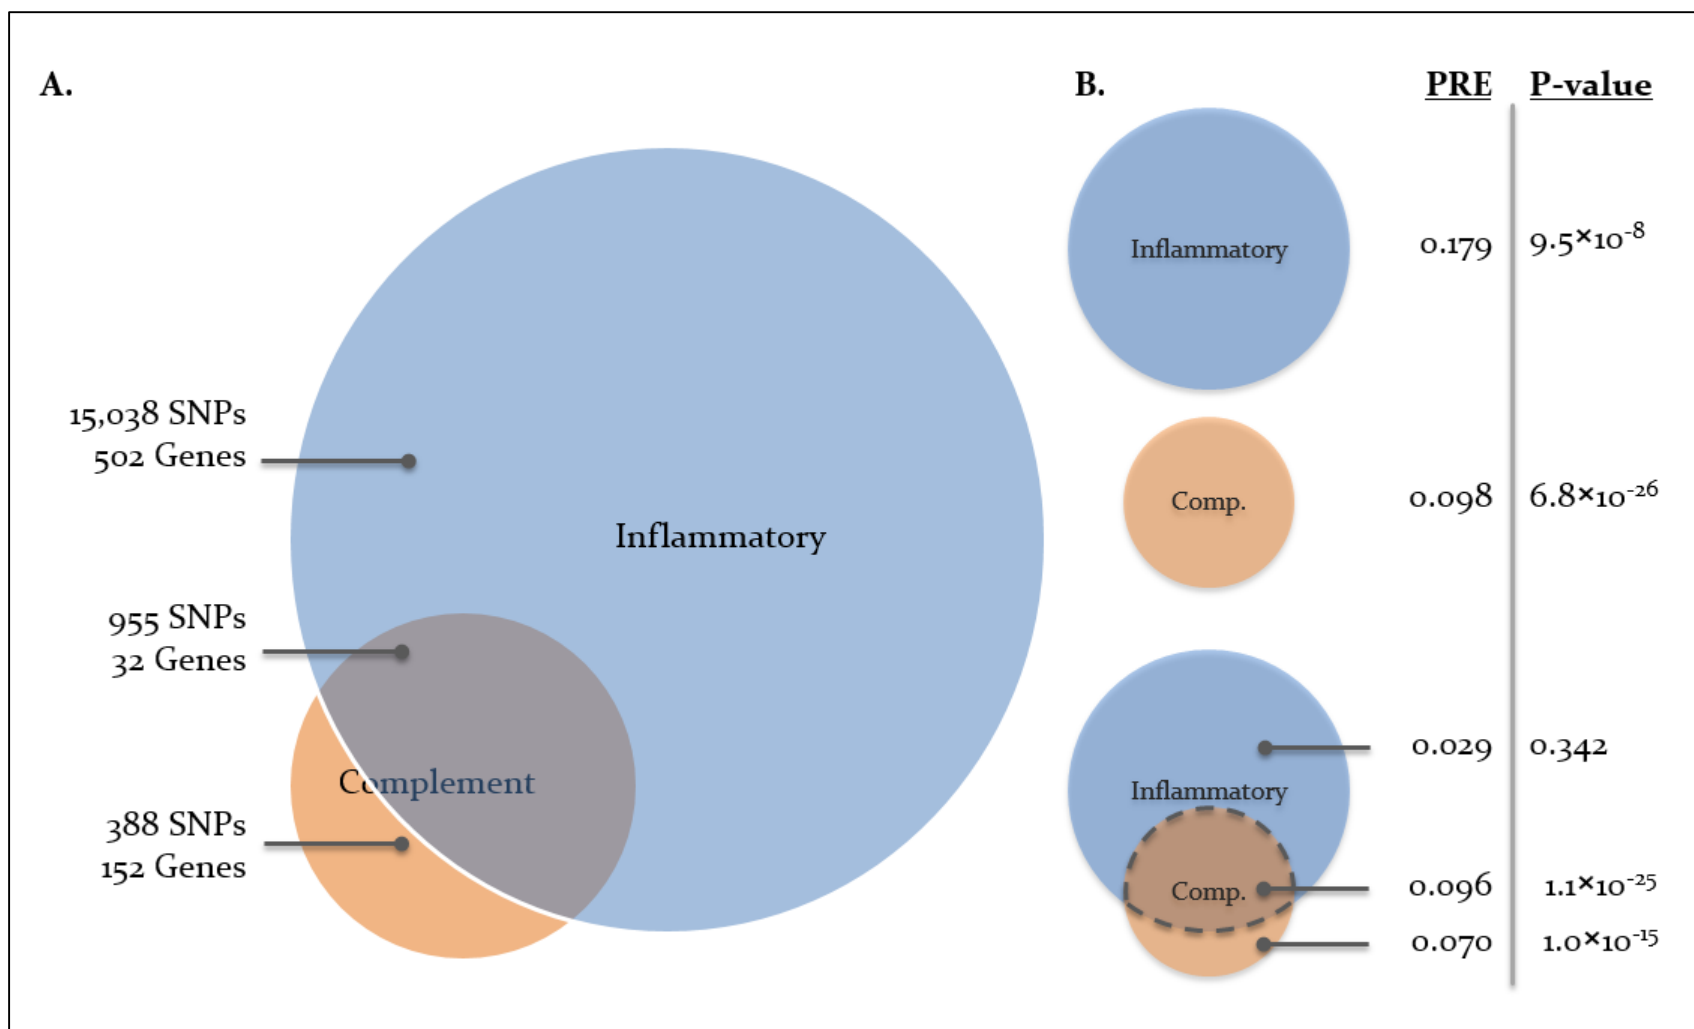 A.
15,038 SNPs
502 Genes
Inflammatory
955 SNPs
32 Genes
Complement
388 SNPs
152 Genes
B.
PRE P-value
Inflammatory 0.179 9.5×10⁻⁸
Comp. 0.098 6.8×10⁻²⁶
0.029 0.342
Inflammatory
Comp. 0.096 1.1×10⁻²⁵
0.070 1.0×10⁻¹⁵